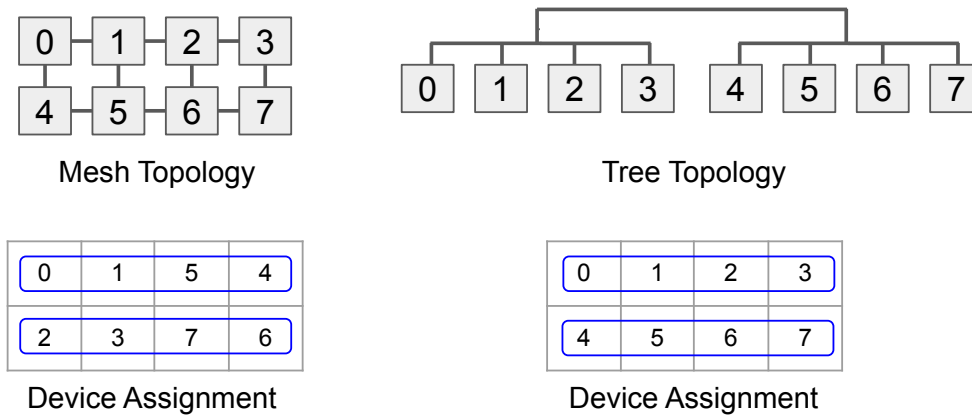 0 1 2 3
4 5 6 7
Mesh Topology
0 1 2 3 4 5 6 7
Tree Topology
0 1 5 4
2 3 7 6
Device Assignment
0 1 2 3
4 5 6 7
Device Assignment